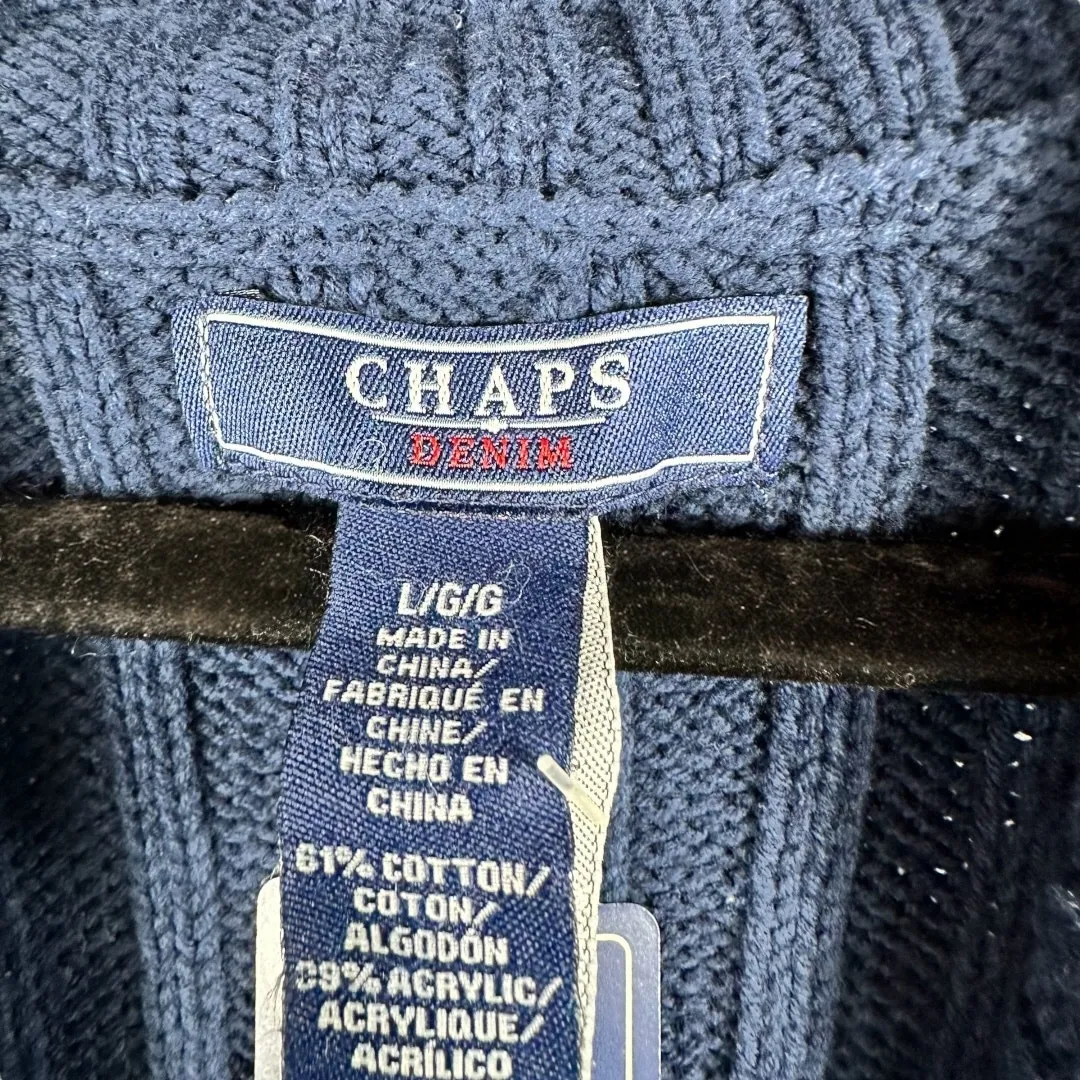 CHAPS
DENIM
L/G/G
MADE IN
CHINA/
FABRIQUÉ EN
CHINE/
HECHO EN
CHINA
61% COTTON/
COTON/
ALGODÓN
39% ACRYLIC/
ACRYLIQUE/
ACRÍLICO